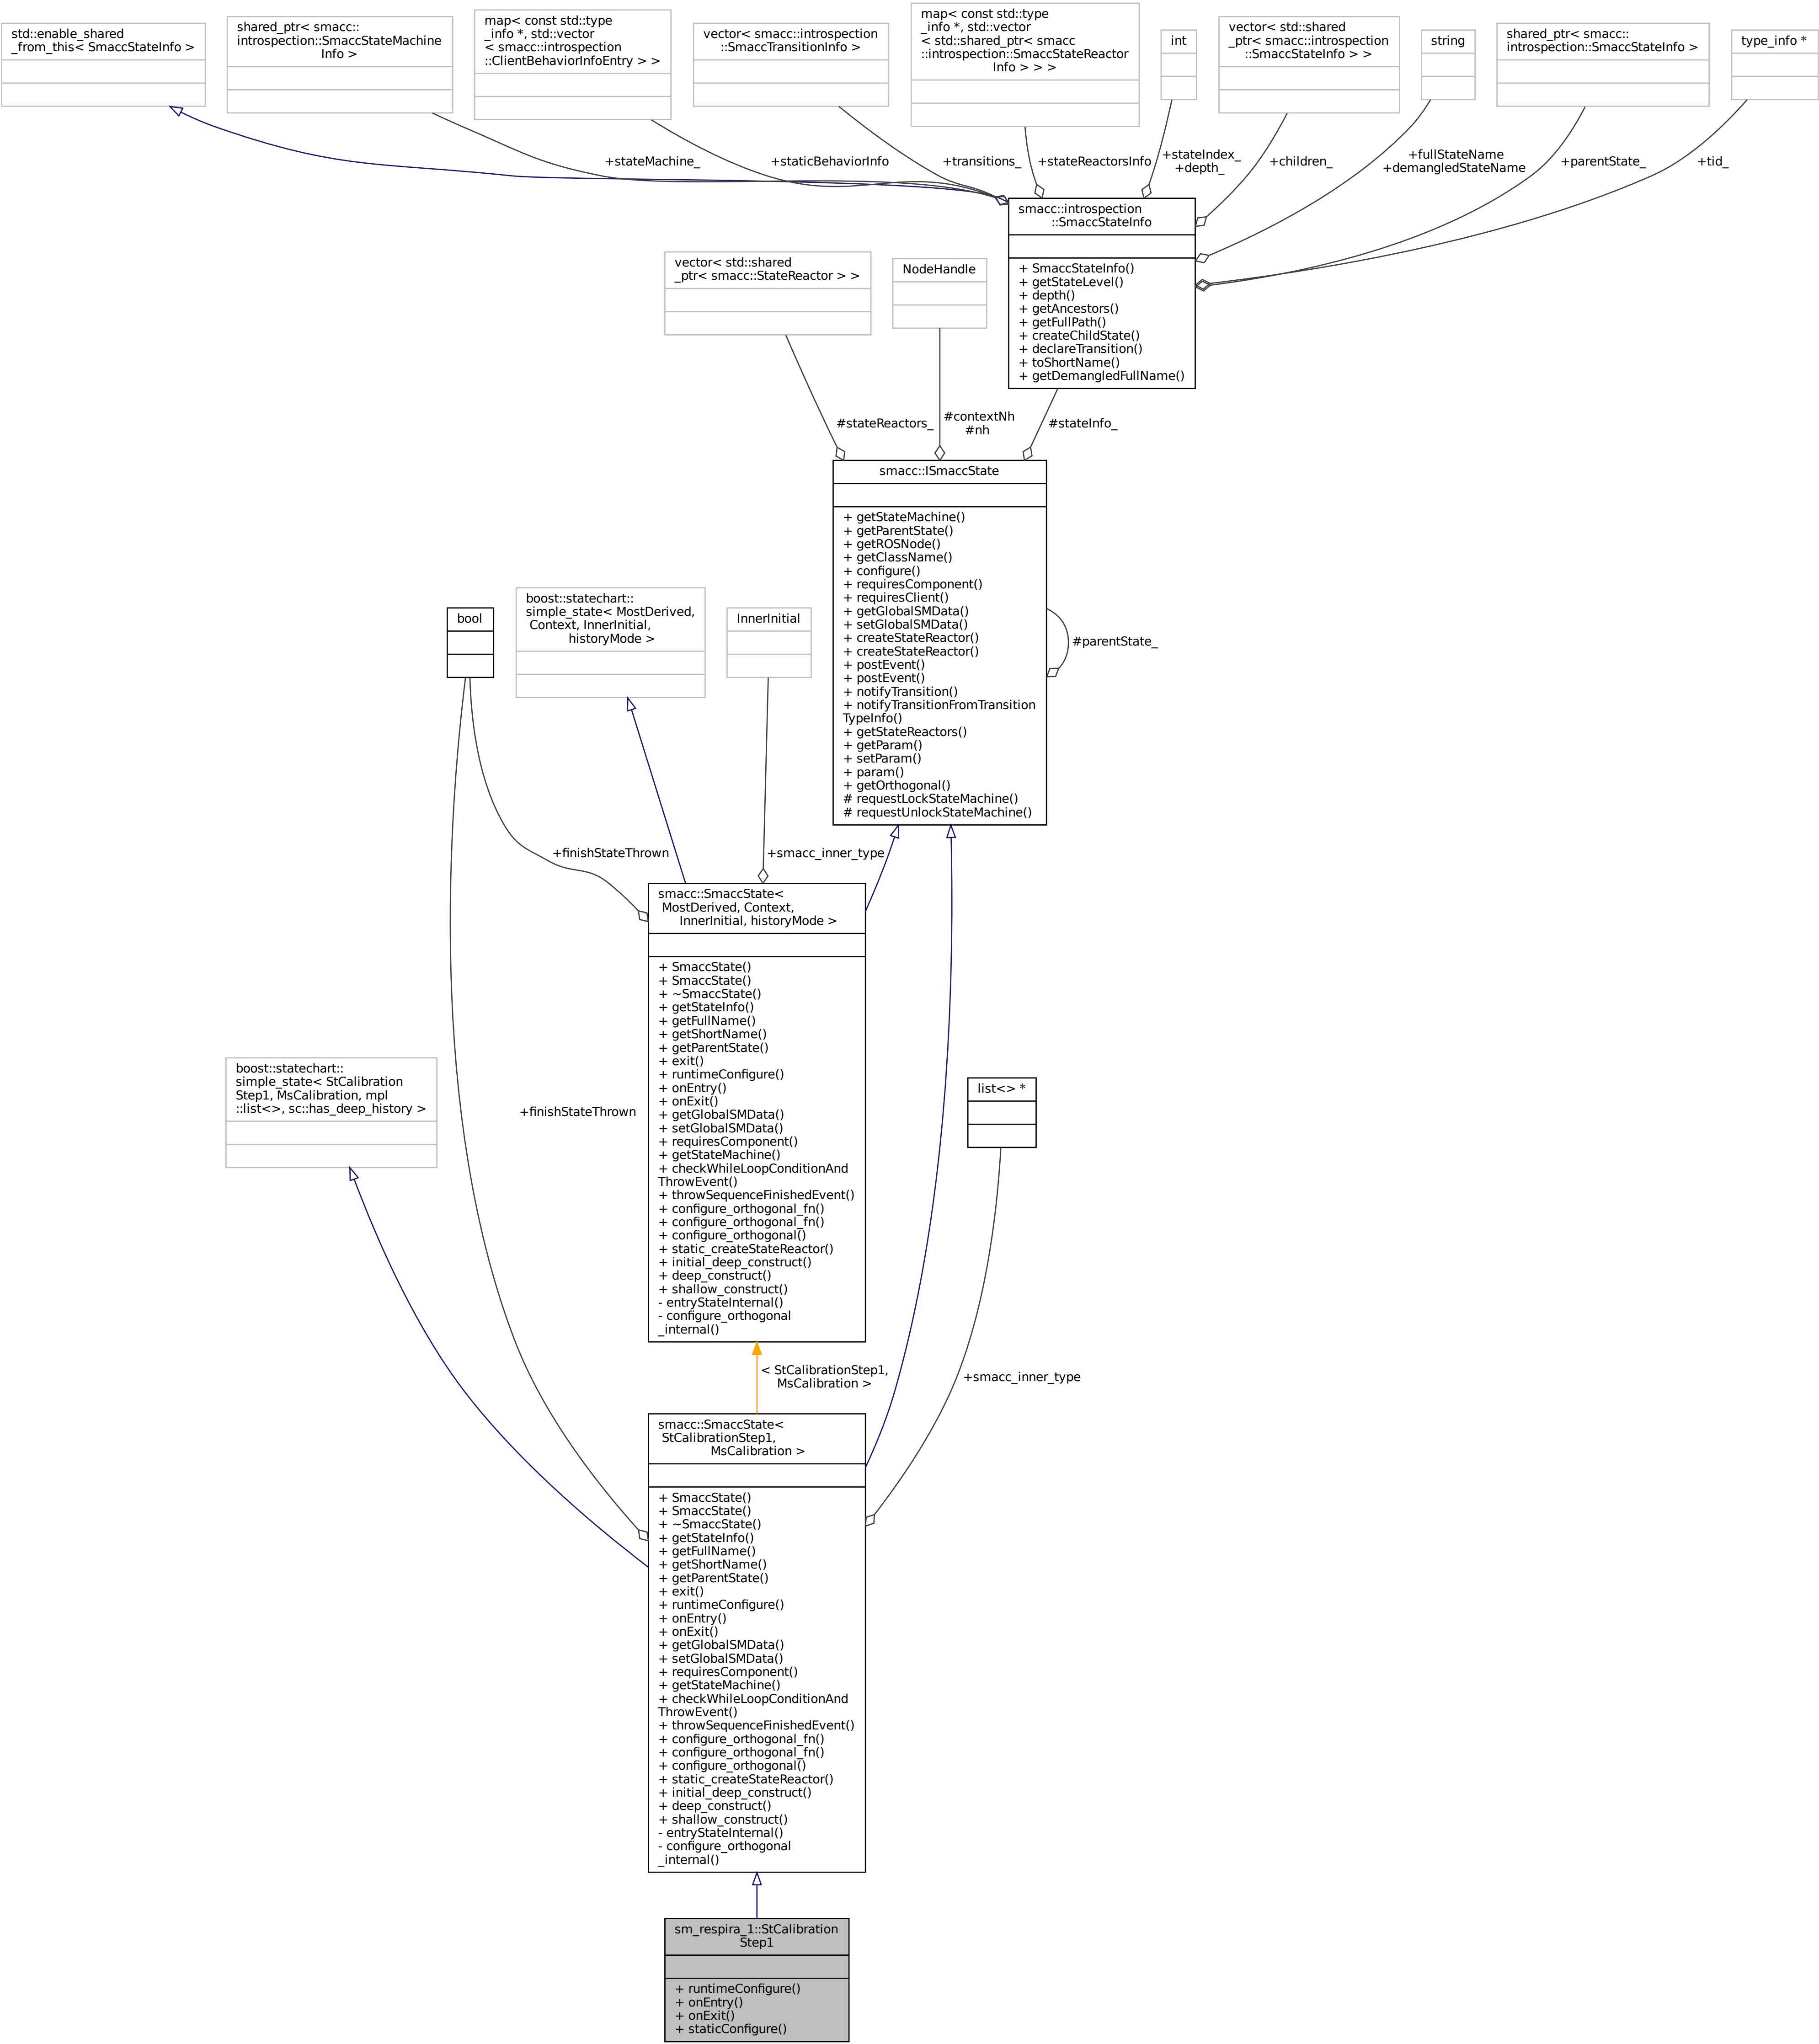 std::enable_shared
_from_this< SmaccStateInfo >
shared_ptr< smacc::
introspection::SmaccStateMachine
Info >
map< const std::type
_info *, std::vector
< smacc::introspection
::ClientBehaviorInfoEntry > >
vector< smacc::introspection
::SmaccTransitionInfo >
map< const std::type
_info *, std::vector
< std::shared_ptr< smacc
::introspection::SmaccStateReactor
Info > > >
int
vector< std::shared
_ptr< smacc::introspection
::SmaccStateInfo > >
string
shared_ptr< smacc::
introspection::SmaccStateInfo >
type_info *
+stateMachine_
+staticBehaviorInfo
+transitions_
+stateReactorsInfo
+stateIndex_
+depth_
+children_
+fullStateName
+demangledStateName
+parentState_
+tid_
smacc::introspection
::SmaccStateInfo
+ SmaccStateInfo()
+ getStateLevel()
+ depth()
+ getAncestors()
+ getFullPath()
+ createChildState()
+ declareTransition()
+ toShortName()
+ getDemangledFullName()
vector< std::shared
_ptr< smacc::StateReactor > >
NodeHandle
#stateReactors_
#contextNh
#nh
#stateInfo_
smacc::ISmaccState
+ getStateMachine()
+ getParentState()
+ getROSNode()
+ getClassName()
+ configure()
+ requiresComponent()
+ requiresClient()
+ getGlobalSMData()
+ setGlobalSMData()
+ createStateReactor()
+ createStateReactor()
+ postEvent()
+ postEvent()
+ notifyTransition()
+ notifyTransitionFromTransition
TypeInfo()
+ getStateReactors()
+ getParam()
+ setParam()
+ param()
+ getOrthogonal()
# requestLockStateMachine()
# requestUnlockStateMachine()
#parentState_
bool
boost::statechart::
simple_state< MostDerived,
Context, InnerInitial,
historyMode >
InnerInitial
+finishStateThrown
+smacc_inner_type
smacc::SmaccState<
MostDerived, Context,
InnerInitial, historyMode >
+ SmaccState()
+ SmaccState()
+ ~SmaccState()
+ getStateInfo()
+ getFullName()
+ getShortName()
+ getParentState()
+ exit()
+ runtimeConfigure()
+ onEntry()
+ onExit()
+ getGlobalSMData()
+ setGlobalSMData()
+ requiresComponent()
+ getStateMachine()
+ checkWhileLoopConditionAnd
ThrowEvent()
+ throwSequenceFinishedEvent()
+ configure_orthogonal_fn()
+ configure_orthogonal_fn()
+ configure_orthogonal()
+ static_createStateReactor()
+ initial_deep_construct()
+ deep_construct()
+ shallow_construct()
- entryStateInternal()
- configure_orthogonal
_internal()
boost::statechart::
simple_state< StCalibration
Step1, MsCalibration, mpl
::list<>, sc::has_deep_history >
+finishStateThrown
list<> *
< StCalibrationStep1,
MsCalibration >
+smacc_inner_type
smacc::SmaccState<
StCalibrationStep1,
MsCalibration >
+ SmaccState()
+ SmaccState()
+ ~SmaccState()
+ getStateInfo()
+ getFullName()
+ getShortName()
+ getParentState()
+ exit()
+ runtimeConfigure()
+ onEntry()
+ onExit()
+ getGlobalSMData()
+ setGlobalSMData()
+ requiresComponent()
+ getStateMachine()
+ checkWhileLoopConditionAnd
ThrowEvent()
+ throwSequenceFinishedEvent()
+ configure_orthogonal_fn()
+ configure_orthogonal_fn()
+ configure_orthogonal()
+ static_createStateReactor()
+ initial_deep_construct()
+ deep_construct()
+ shallow_construct()
- entryStateInternal()
- configure_orthogonal
_internal()
sm_respira_1::StCalibration
Step1
+ runtimeConfigure()
+ onEntry()
+ onExit()
+ staticConfigure()